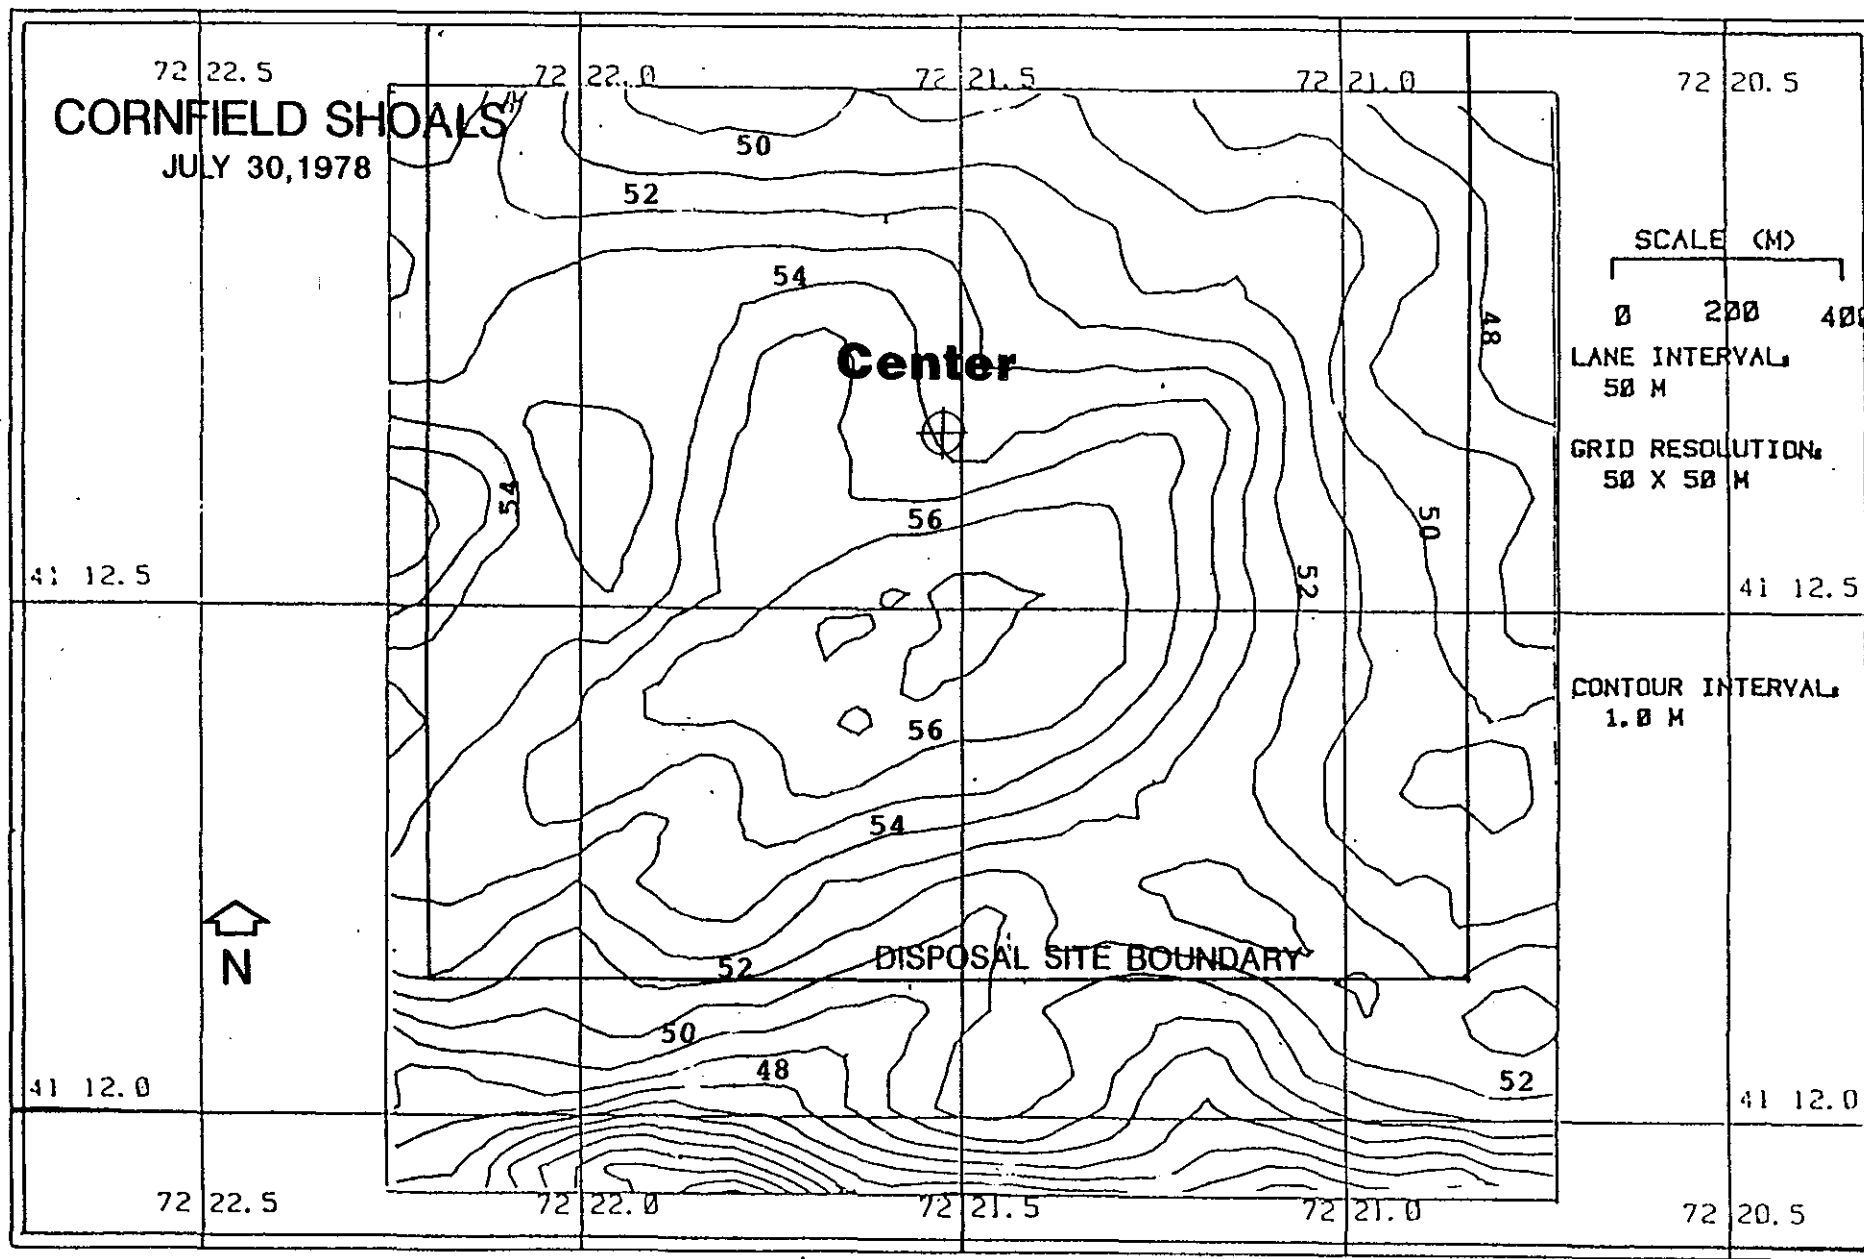 72 22.5 72 22.0 72 21.5 72 21.0 72 20.5
CORNFIELD SHOALS
JULY 30,1978
50
52
SCALE (M)
54
0 200 400
48
Center
LANE INTERVAL:
50 M
GRID RESOLUTION:
50 X 50 M
54
56
50
41 12.5
52
41 12.5
CONTOUR INTERVAL:
1.0 M
56
54
N
52
DISPOSAL SITE BOUNDARY
50
48
52
41 12.0
41 12.0
72 22.5 72 22.0 72 21.5 72 21.0 72 20.5